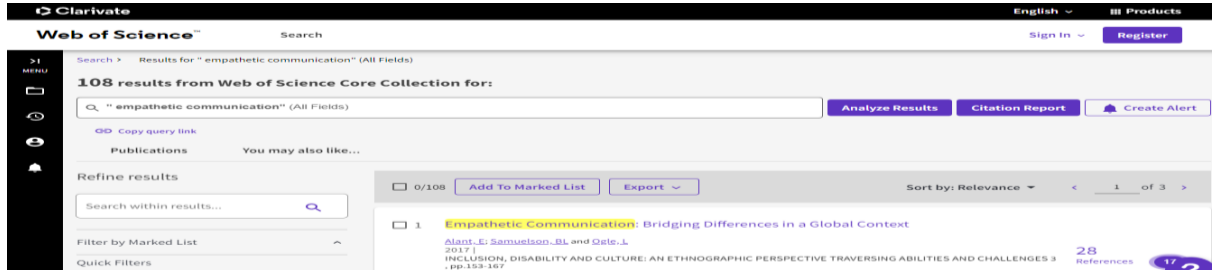 Clarivate
English
Products
Web of Science™
Search
Sign In
Register
MENU
Search > Results for " empathetic communication" (All Fields)
108 results from Web of Science Core Collection for:
" empathetic communication" (All Fields)
Analyze Results
Citation Report
Create Alert
Copy query link
Publications
You may also like...
Refine results
0/108
Add To Marked List
Export
Sort by: Relevance
< 1 of 3 >
Search within results...
1
Empathetic Communication: Bridging Differences in a Global Context
Filter by Marked List
Alant, E; Samuelson, BL and Ogle, L
2017 |
INCLUSION, DISABILITY AND CULTURE: AN ETHNOGRAPHIC PERSPECTIVE TRAVERSING ABILITIES AND CHALLENGES 3
, pp.153-167
28
References
Quick Filters
17